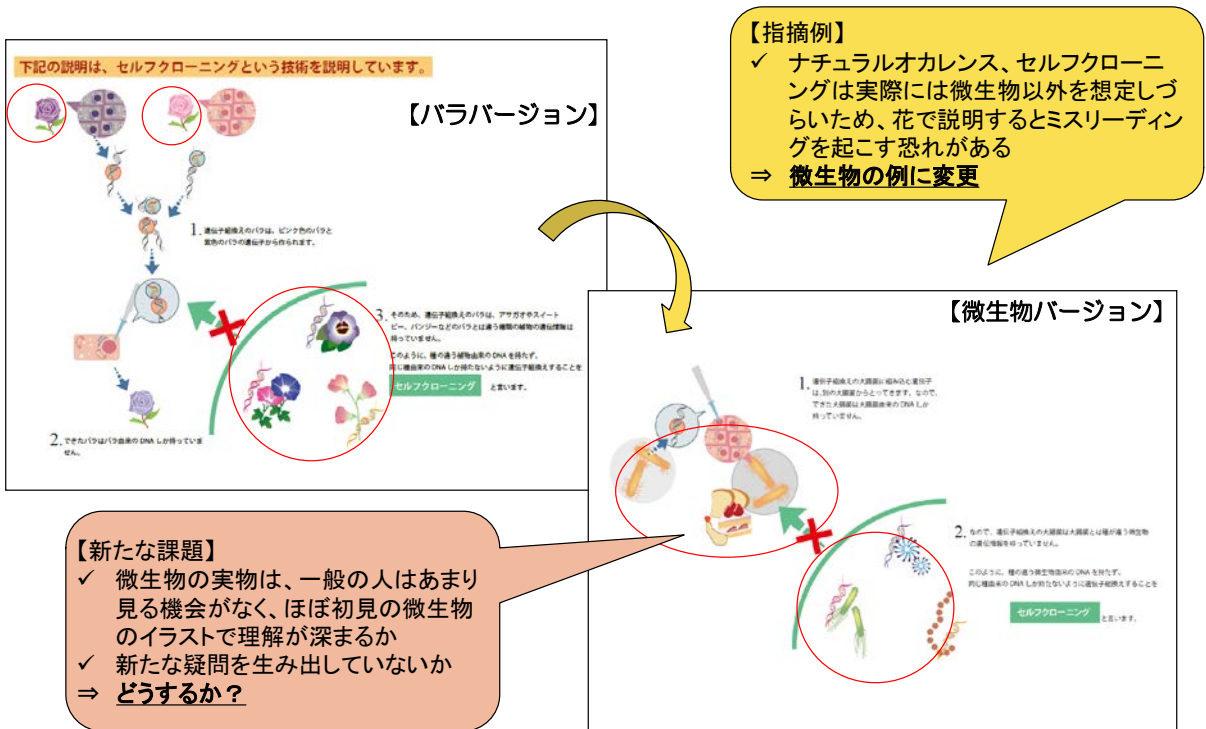 下記の説明は、セルフクローニングという技術を説明しています。
【バラバージョン】
1. 遺伝子組換えのバラは、ピンク色のバラと
紫色のバラの遺伝子から作られます。
3. そのため、遺伝子組換えのバラは、アサガオやスイート
ピー、パンジーなどのバラとは違う種類の植物の遺伝情報は
持っていません。
このように、種の違う植物由来の DNA を持たず、
同じ種由来の DNA しか持たないように遺伝子組換えすることを
セルフクローニング と言います。
2. できたバラはバラ由来の DNA しか持っていま
せん。
【指摘例】
✓ ナチュラルオカレンス、セルフクローニ
ングは実際には微生物以外を想定しづ
らいため、花で説明するとミスリーディン
グを起こす恐れがある
⇒ 微生物の例に変更
【微生物バージョン】
1. 遺伝子組換えの大腸菌に組み込む遺伝子
は、別の大腸菌からとってきます。なので、
できた大腸菌は大腸菌由来の DNA しか
持っていません。
2. なので、遺伝子組換えの大腸菌は大腸菌とは種が違う微生物
の遺伝情報を持っていません。
このように、種の違う微生物由来の DNA を持たず、
同じ種由来の DNA しか持たないように遺伝子組換えすることを
セルフクローニング と言います。
【新たな課題】
✓ 微生物の実物は、一般の人はあまり
見る機会がなく、ほぼ初見の微生物
のイラストで理解が深まるか
✓ 新たな疑問を生み出していないか
⇒ どうするか？